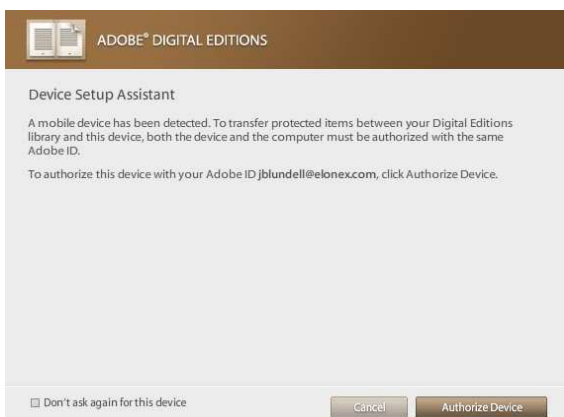 ADOBE® DIGITAL EDITIONS
Device Setup Assistant
A mobile device has been detected. To transfer protected items between your Digital Editions
library and this device, both the device and the computer must be authorized with the same
Adobe ID.
To authorize this device with your Adobe ID jblundell@elonex.com, click Authorize Device.
Don't ask again for this device
Cancel
Authorize Device